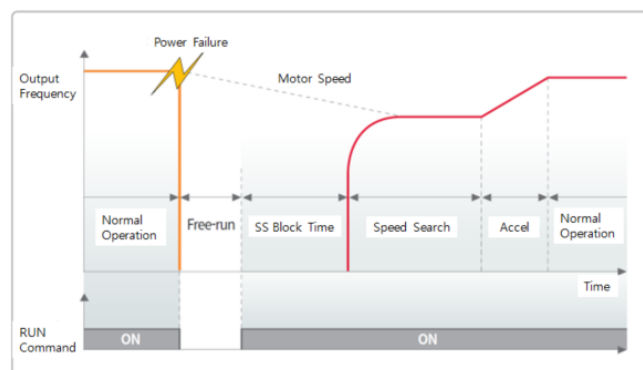 Power Failure
Output
Frequency
Motor Speed
Normal
Operation
Free-run
SS Block Time
Speed Search
Accel
Normal
Operation
Time
RUN
Command
ON
ON